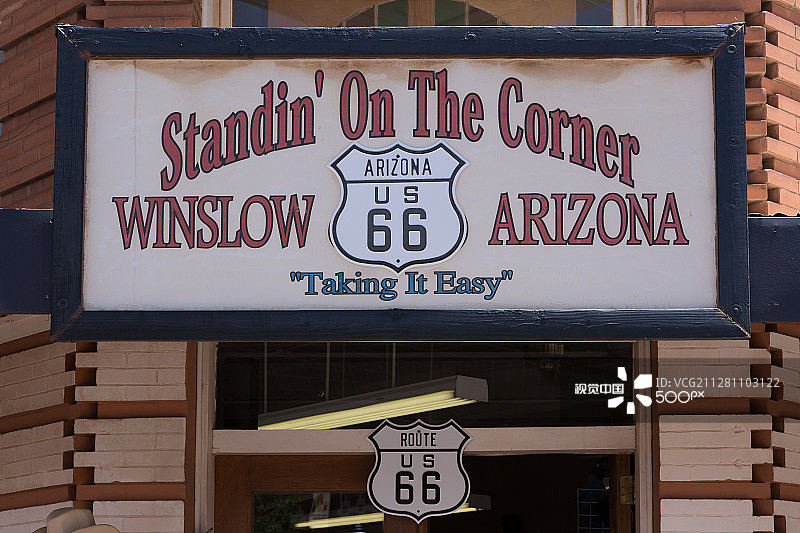 Standin' On The Corner
WINSLOW ARIZONA
ARIZONA
US
66
"Taking It Easy"
视觉中国 500px
ID: VCG211281103122
ROUTE
US
66